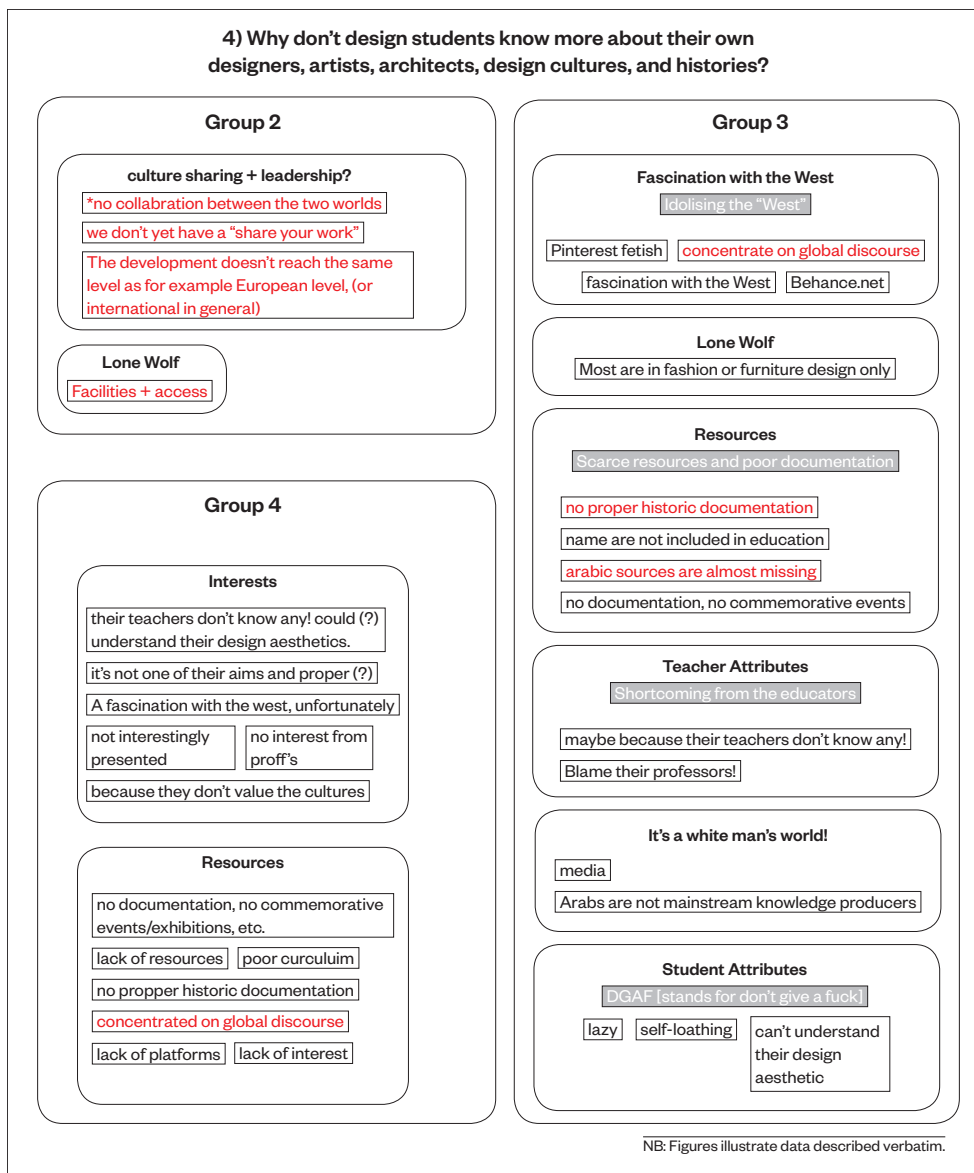 4) Why don’t design students know more about their own
designers, artists, architects, design cultures, and histories?
Group 2
culture sharing + leadership?
*no collabration between the two worlds
we don’t yet have a “share your work”
The development doesn’t reach the same
level as for example European level, (or
international in general)
Lone Wolf
Facilities + access
Group 4
Interests
their teachers don’t know any! could (?)
understand their design aesthetics.
it’s not one of their aims and proper (?)
A fascination with the west, unfortunately
not interestingly
presented
no interest from
proff’s
because they don’t value the cultures
Resources
no documentation, no commemorative
events/exhibitions, etc.
lack of resources
poor curuluim
no propper historic documentation
concentrated on global discourse
lack of platforms
lack of interest
Group 3
Fascination with the West
Idolising the “West”
Pinterest fetish
concentrate on global discourse
fascination with the West
Behance.net
Lone Wolf
Most are in fashion or furniture design only
Resources
Scarce resources and poor documentation
no proper historic documentation
name are not included in education
arabic sources are almost missing
no documentation, no commemorative events
Teacher Attributes
Shortcoming from the educators
maybe because their teachers don’t know any!
Blame their professors!
It’s a white man’s world!
media
Arabs are not mainstream knowledge producers
Student Attributes
DGAF [stands for don’t give a fuck]
lazy
self-loathing
can’t understand
their design
aesthetic
NB: Figures illustrate data described verbatim.